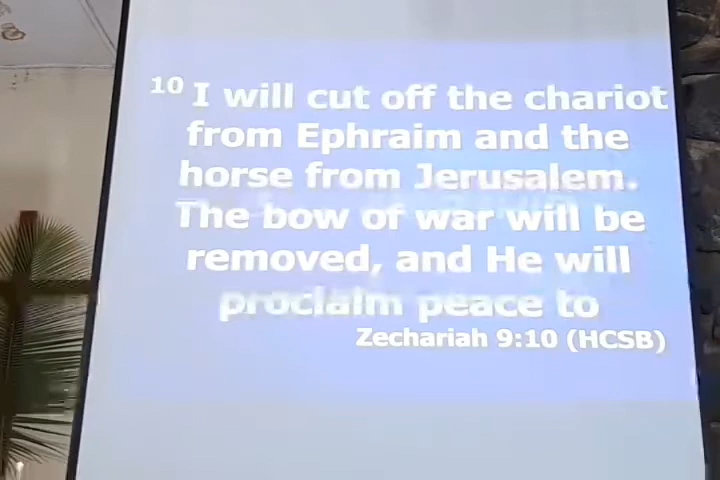 10 I will cut off the chariot
from Ephraim and the
horse from Jerusalem.
The bow of war will be
removed, and He will
proclaim peace to
Zechariah 9:10 (HCSB)